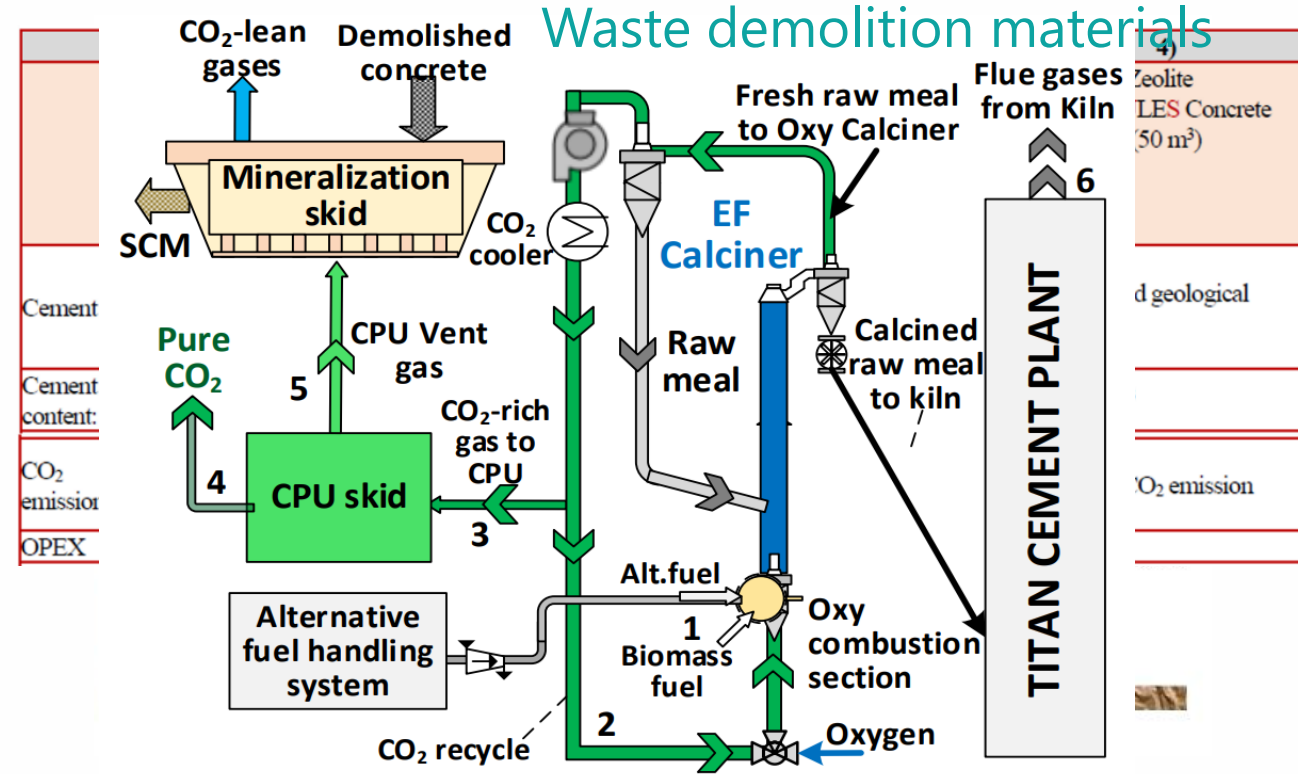 Waste demolition materials
CO₂-lean
gases
Demolished
concrete
4)
Flue gases
from Kiln
Zeolite
LES Concrete
(50 m³)
Fresh raw meal
to Oxy Calciner
6
Mineralization
skid
SCM
CO₂
cooler
EF
Calciner
Cement
d geological
Pure
CO₂
CPU Vent
gas
5
Raw
meal
Calcined
raw meal
to kiln
TITAN CEMENT PLANT
Cement
content:
CO₂-rich
gas to
CPU
4
CPU skid
3
CO₂
emission
O₂ emission
OPEX
Alt.fuel
1
Biomass
fuel
Oxy
combustion
section
Alternative
fuel handling
system
2
CO₂ recycle
Oxygen